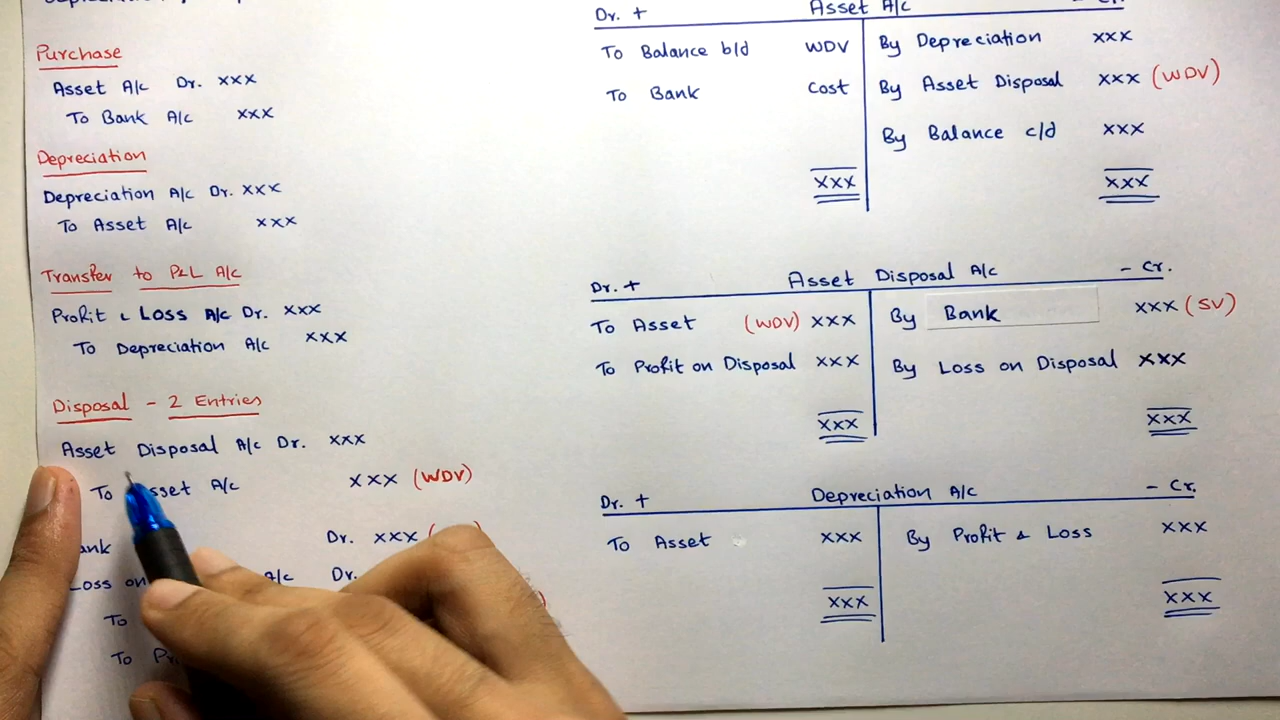 Purchase
Asset A/c Dr. xxx
To Bank A/c xxx
Depreciation
Depreciation A/c Dr. xxx
To Asset A/c xxx
Transfer to P&L A/c
Profit & Loss A/c Dr. xxx
To Depreciation A/c xxx
Disposal - 2 Entries
Asset Disposal A/c Dr. xxx
To Asset A/c xxx (WDV)
Dr. xxx
Loss on A/c Dr.
To
To
Dr. + Asset A/c
To Balance b/d WDV By Depreciation xxx
To Bank Cost By Asset Disposal xxx (WDV)
By Balance c/d xxx
xxx xxx
Dr. + Asset Disposal A/c - Cr.
To Asset (WDV) xxx By Bank xxx (SV)
To Profit on Disposal xxx By Loss on Disposal xxx
xxx xxx
Dr. + Depreciation A/c - Cr.
To Asset xxx By Profit & Loss xxx
xxx xxx